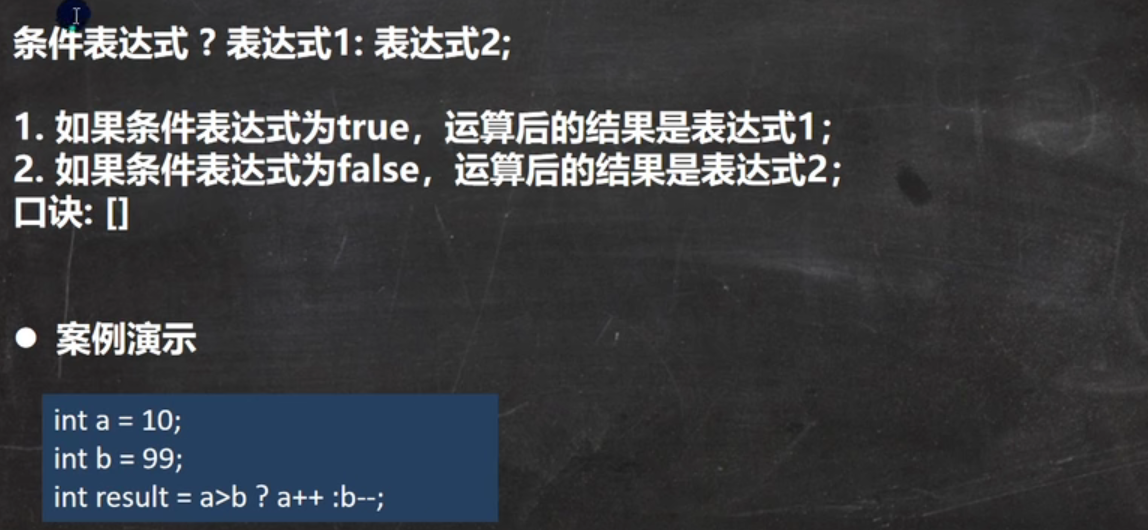 条件表达式 ? 表达式1: 表达式2;
1. 如果条件表达式为true，运算后的结果是表达式1；
2. 如果条件表达式为false，运算后的结果是表达式2；
口诀: []
● 案例演示
int a = 10;
int b = 99;
int result = a>b ? a++ :b--;